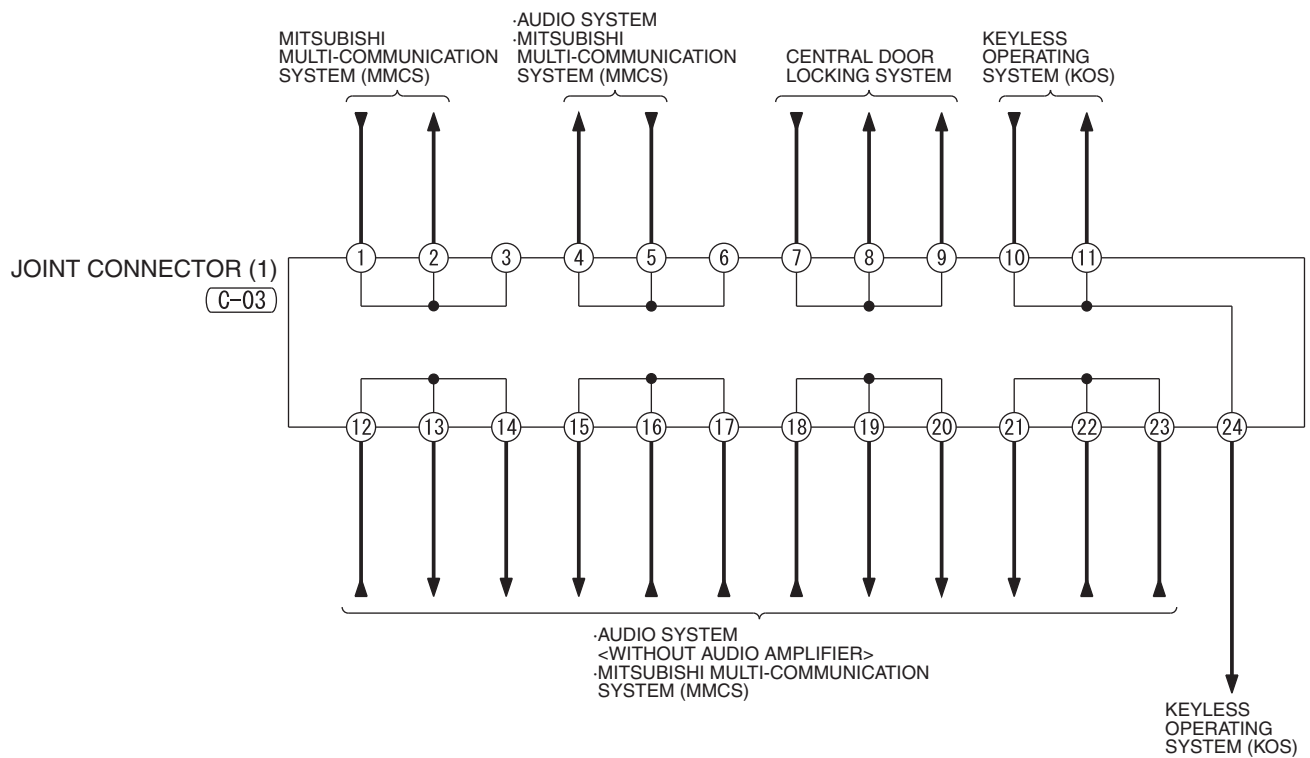 MITSUBISHI
MULTI-COMMUNICATION
SYSTEM (MMCS)
·AUDIO SYSTEM
·MITSUBISHI
MULTI-COMMUNICATION
SYSTEM (MMCS)
CENTRAL DOOR
LOCKING SYSTEM
KEYLESS
OPERATING
SYSTEM (KOS)
JOINT CONNECTOR (1)
C-03
1 2 3 4 5 6 7 8 9 10 11
12 13 14 15 16 17 18 19 20 21 22 23 24
·AUDIO SYSTEM
<WITHOUT AUDIO AMPLIFIER>
·MITSUBISHI MULTI-COMMUNICATION
SYSTEM (MMCS)
KEYLESS
OPERATING
SYSTEM (KOS)